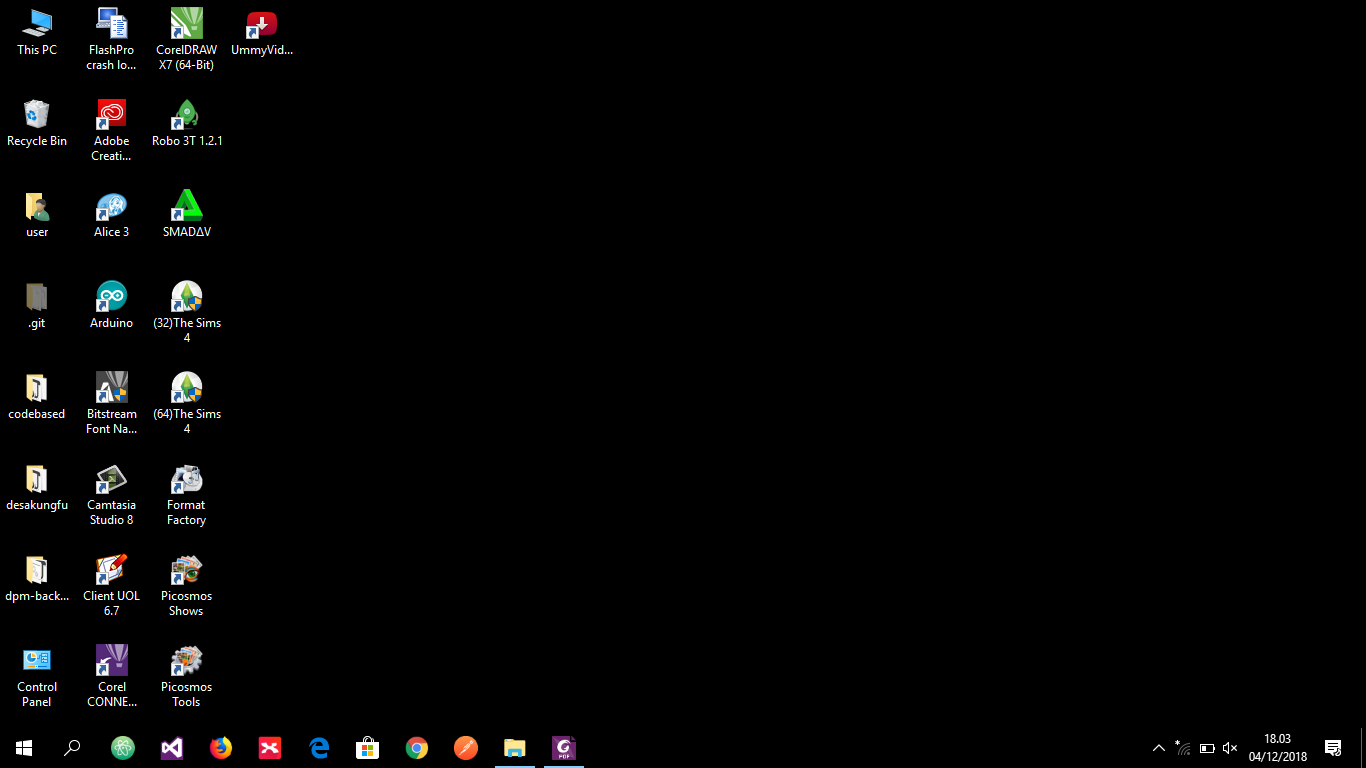 This PC
FlashPro
crash lo...
CorelDRAW
X7 (64-Bit)
UmmyVid...
Recycle Bin
Adobe
Creati...
Robo 3T 1.2.1
user
Alice 3
SMADΔV
.git
Arduino
(32)The Sims
4
codebased
Bitstream
Font Na...
(64)The Sims
4
desakungfu
Camtasia
Studio 8
Format
Factory
dpm-back...
Client UOL
6.7
Picosmos
Shows
Control
Panel
Corel
CONNE...
Picosmos
Tools
PDF
18.03
04/12/2018